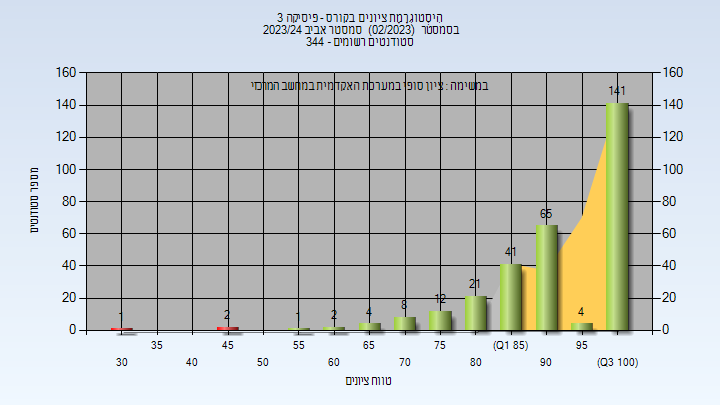 היסטוגרמת ציונים בקורס - פיסיקה 3
בסמסטר (02/2023) סמסטר אביב 2023/24
סטודנטים רשומים - 344
במשימה : ציון סופי במערכת האקדמית במחשב המרכזי
160 160
140 140
120 120
100 100
80 80
60 60
40 40
20 20
0 0
מספר סטודנטים
1 2 1 2 4 8 12 21 41 65 4 141
35 45 55 65 75 (Q1 85) 95
30 40 50 60 70 80 90 (Q3 100)
טווח ציונים